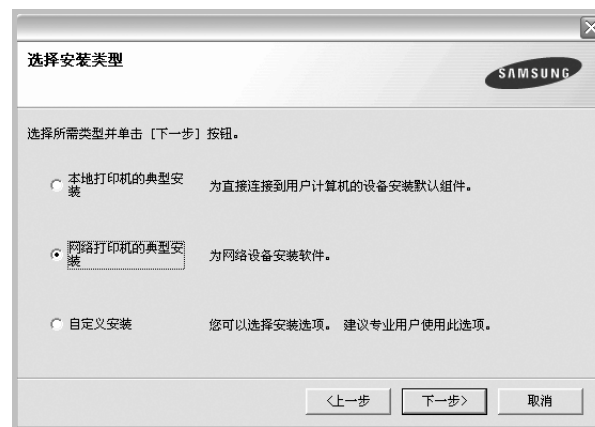 选择安装类型
SAMSUNG
选择所需类型并单击 [下一步] 按钮。
本地打印机的典型安
装
为直接连接到用户计算机的设备安装默认组件。
网络打印机的典型安
装
为网络设备安装软件。
自定义安装
您可以选择安装选项。 建议专业用户使用此选项。
<上一步
下一步>
取消